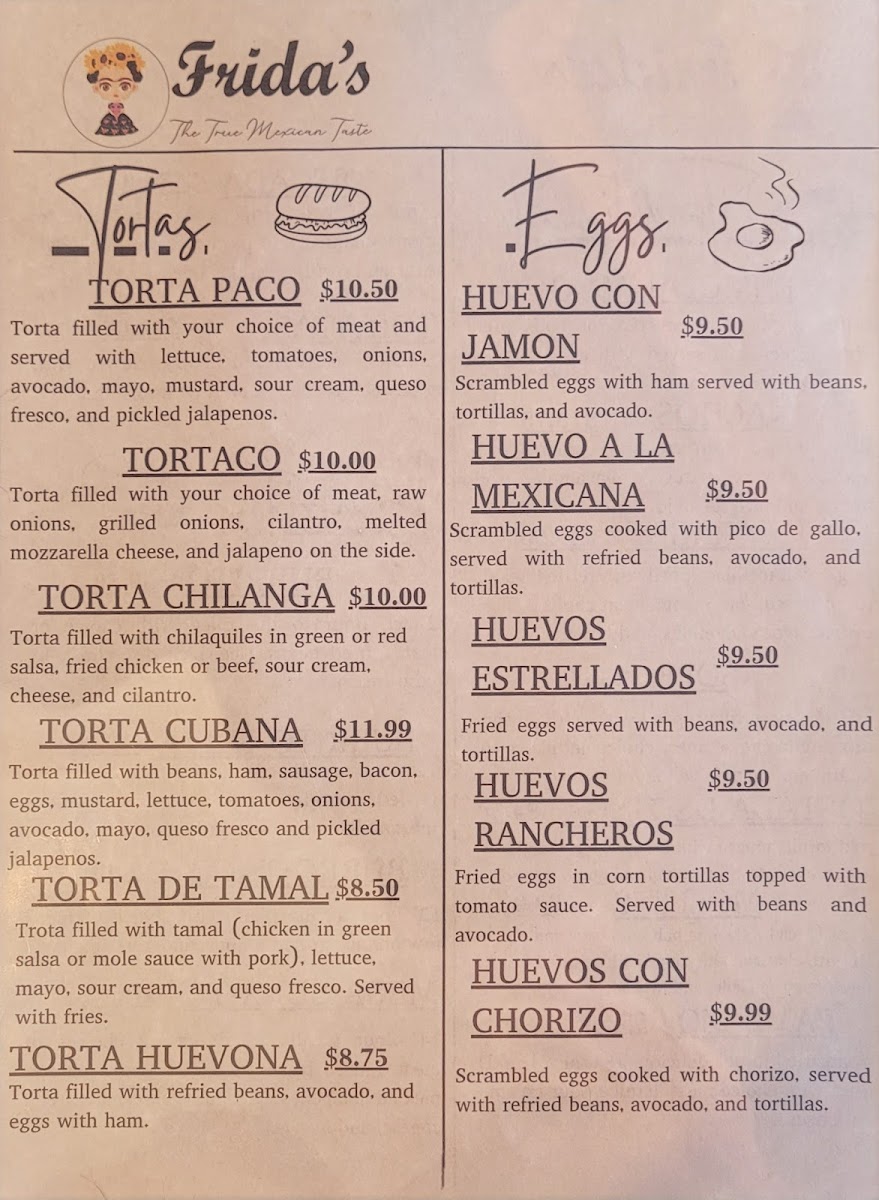 Frida's
The True Mexican Taste
Tortas
TORTA PACO $10.50
Torta filled with your choice of meat and
served with lettuce, tomatoes, onions,
avocado, mayo, mustard, sour cream, queso
fresco, and pickled jalapenos.
TORTACO $10.00
Torta filled with your choice of meat, raw
onions, grilled onions, cilantro, melted
mozzarella cheese, and jalapeno on the side.
TORTA CHILANGA $10.00
Torta filled with chilaquiles in green or red
salsa, fried chicken or beef, sour cream,
cheese, and cilantro.
TORTA CUBANA $11.99
Torta filled with beans, ham, sausage, bacon,
eggs, mustard, lettuce, tomatoes, onions,
avocado, mayo, queso fresco and pickled
jalapenos.
TORTA DE TAMAL $8.50
Trota filled with tamal (chicken in green
salsa or mole sauce with pork), lettuce,
mayo, sour cream, and queso fresco. Served
with fries.
TORTA HUEVONA $8.75
Torta filled with refried beans, avocado, and
eggs with ham.
Eggs
HUEVO CON
JAMON $9.50
Scrambled eggs with ham served with beans,
tortillas, and avocado.
HUEVO A LA
MEXICANA $9.50
Scrambled eggs cooked with pico de gallo,
served with refried beans, avocado, and
tortillas.
HUEVOS
ESTRELLADOS $9.50
Fried eggs served with beans, avocado, and
tortillas.
HUEVOS $9.50
RANCHEROS
Fried eggs in corn tortillas topped with
tomato sauce. Served with beans and
avocado.
HUEVOS CON
CHORIZO $9.99
Scrambled eggs cooked with chorizo, served
with refried beans, avocado, and tortillas.